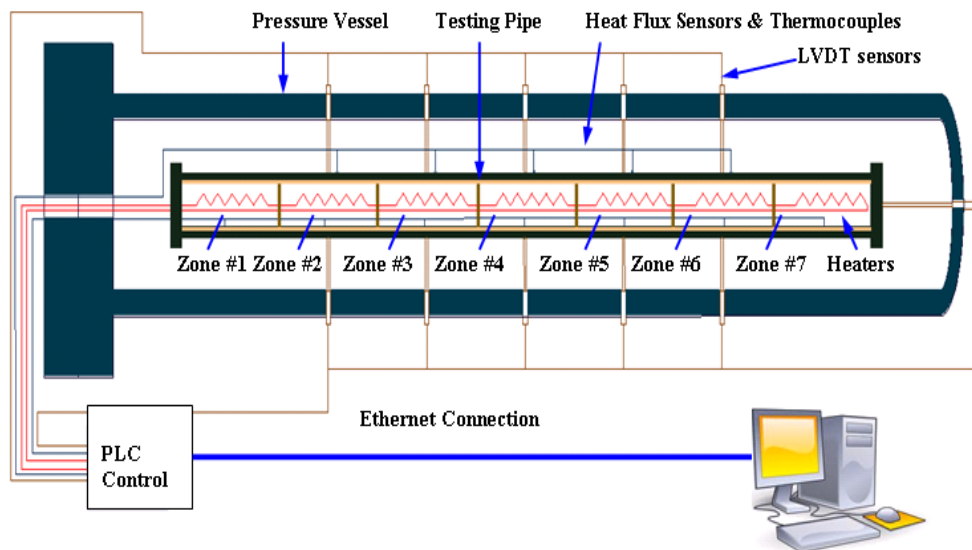 Pressure Vessel
Testing Pipe
Heat Flux Sensors & Thermocouples
LVDT sensors
Zone #1
Zone #2
Zone #3
Zone #4
Zone #5
Zone #6
Zone #7
Heaters
Ethernet Connection
PLC
Control